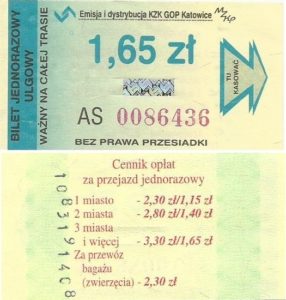 Emisja i dystrybucja KZK GOP Katowice
BILET JEDNORAZOWY
ULGOWY
WAŻNY NA CAŁEJ TRASIE
1,65 zł
TU
KASOWAĆ
AS 0086436
BEZ PRAWA PRZESIADKI
Cennik opłat
za przejazd jednorazowy
1 miasto - 2,30 zł/1,15 zł
2 miasta - 2,80 zł/1,40 zł
3 miasta
i więcej - 3,30 zł/1,65 zł
Za przewóz
bagażu
(zwierzęcia) - 2,30 zł